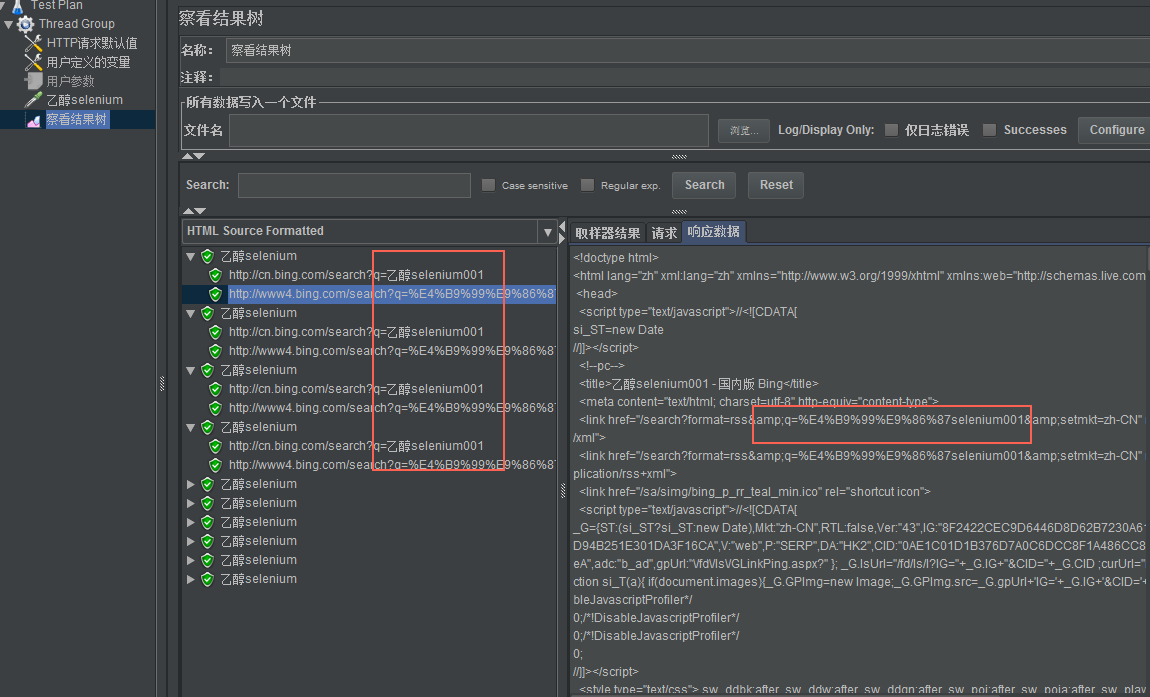 Test Plan
Thread Group
HTTP请求默认值
用户定义的变量
用户参数
乙醇selenium
察看结果树
察看结果树
名称: 察看结果树
注释:
所有数据写入一个文件
文件名 浏览... Log/Display Only: 仅日志错误 Successes Configure
Search: Case sensitive Regular exp. Search Reset
HTML Source Formatted
乙醇selenium
http://cn.bing.com/search?q=乙醇selenium001
http://www4.bing.com/search?q=%E4%B9%99%E9%86%8
乙醇selenium
http://cn.bing.com/search?q=乙醇selenium001
http://www4.bing.com/search?q=%E4%B9%99%E9%86%8
乙醇selenium
http://cn.bing.com/search?q=乙醇selenium001
http://www4.bing.com/search?q=%E4%B9%99%E9%86%8
乙醇selenium
http://cn.bing.com/search?q=乙醇selenium001
http://www4.bing.com/search?q=%E4%B9%99%E9%86%8
乙醇selenium
乙醇selenium
乙醇selenium
乙醇selenium
乙醇selenium
乙醇selenium
取样器结果 请求 响应数据
<!doctype html>
<html lang="zh" xml:lang="zh" xmlns="http://www.w3.org/1999/xhtml" xmlns:web="http://schemas.live.com
<head>
<script type="text/javascript">//<![CDATA[
si_ST=new Date
//]]></script>
<!--pc-->
<title>乙醇selenium001 - 国内版 Bing</title>
<meta content="text/html; charset=utf-8" http-equiv="content-type">
<link href="/search?format=rss&amp;q=%E4%B9%99%E9%86%87selenium001&amp;setmkt=zh-CN"
/xml">
<link href="/search?format=rss&amp;q=%E4%B9%99%E9%86%87selenium001&amp;setmkt=zh-CN"
plication/rss+xml">
<link href="/sa/simg/bing_p_rr_teal_min.ico" rel="shortcut icon">
<script type="text/javascript">//<![CDATA[
_G={ST:(si_ST?si_ST:new Date),Mkt:"zh-CN",RTL:false,Ver:"43",IG:"8F2422CEC9D6446D8D62B7230A6
D94B251E301DA3F16CA",V:"web",P:"SERP",DA:"HK2",CID:"0AE1C01D1B376D7A0C6DCC8F1A486CC8
eA",adc:"b_ad",gpUrl:"\/fd\/ls\/GLinkPing.aspx?" }; _G.lsUrl="/fd/ls/l?IG="+_G.IG+"&CID="+_G.CID ;curUrl=
ction si_T(a){ if(document.images){_G.GPImg=new Image;_G.GPImg.src=_G.gpUrl+'IG='+_G.IG+'&CID='+
bleJavascriptProfiler*/
0;/*!DisableJavascriptProfiler*/
0;/*!DisableJavascriptProfiler*/
0;
//]]></script>
<style type="text/css">.sw_ddbk:after,.sw_ddw:after,.sw_ddgn:after,.sw_poi:after,.sw_poia:after,.sw_play